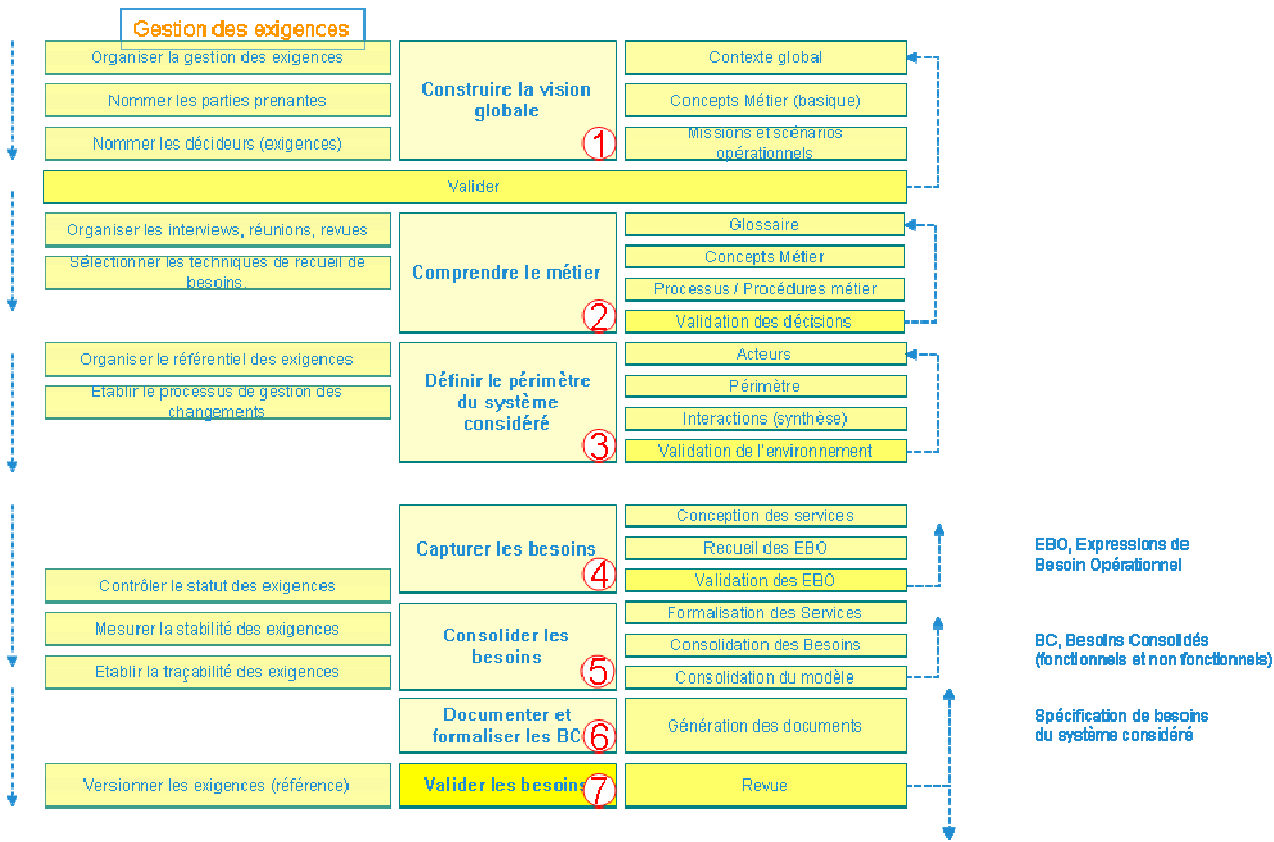 Gestion des exigences
Organiser la gestion des exigences
Nommer les parties prenantes
Nommer les décideurs (exigences)
Construire la vision
globale
1
Contexte global
Concepts Métier (basique)
Missions et scénarios
opérationnels
Valider
Organiser les interviews, réunions, revues
Sélectionner les techniques de recueil de
besoins.
Comprendre le métier
2
Glossaire
Concepts Métier
Processus / Procédures métier
Validation des décisions
Organiser le référentiel des exigences
Etablir le processus de gestion des
changements
Définir le périmètre
du système
considéré
3
Acteurs
Périmètre
Interactions (synthèse)
Validation de l'environnement
Capturer les besoins
4
Conception des services
Recueil des EBO
Validation des EBO
EBO, Expressions de
Besoin Opérationnel
Contrôler le statut des exigences
Mesurer la stabilité des exigences
Etablir la traçabilité des exigences
Consolider les
besoins
5
Formalisation des Services
Consolidation des Besoins
Consolidation du modèle
BC, Besoins Consolidés
(fonctionnels et non fonctionnels)
Documenter et
formaliser les BC
6
Génération des documents
Spécification de besoins
du système considéré
Versionner les exigences (référence)
Valider les besoins
7
Revue